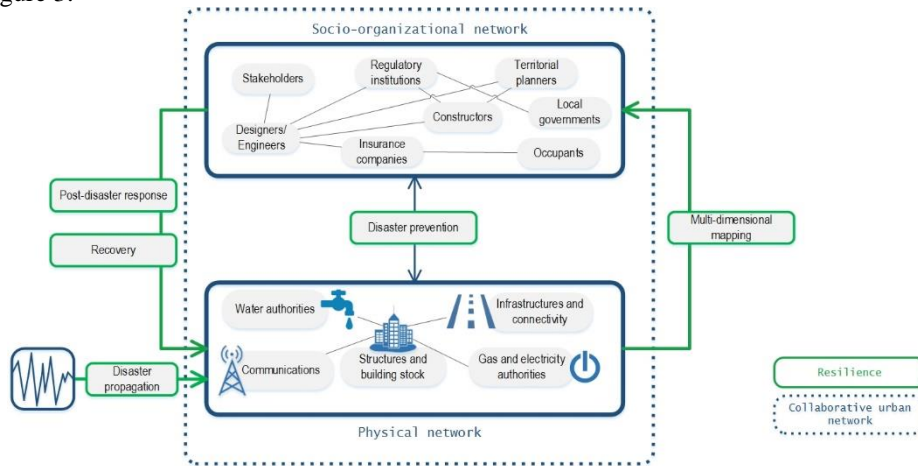 gure 3.
Socio-organizational network
Stakeholders
Regulatory
institutions
Territorial
planners
Local
governments
Constructors
Designers/
Engineers
Insurance
companies
Occupants
Post-disaster response
Recovery
Disaster prevention
Multi-dimensional
mapping
Water authorities
Infrastructures and
connectivity
Communications
Structures and
building stock
Gas and electricity
authorities
Disaster
propagation
Physical network
Resilience
Collaborative urban
network